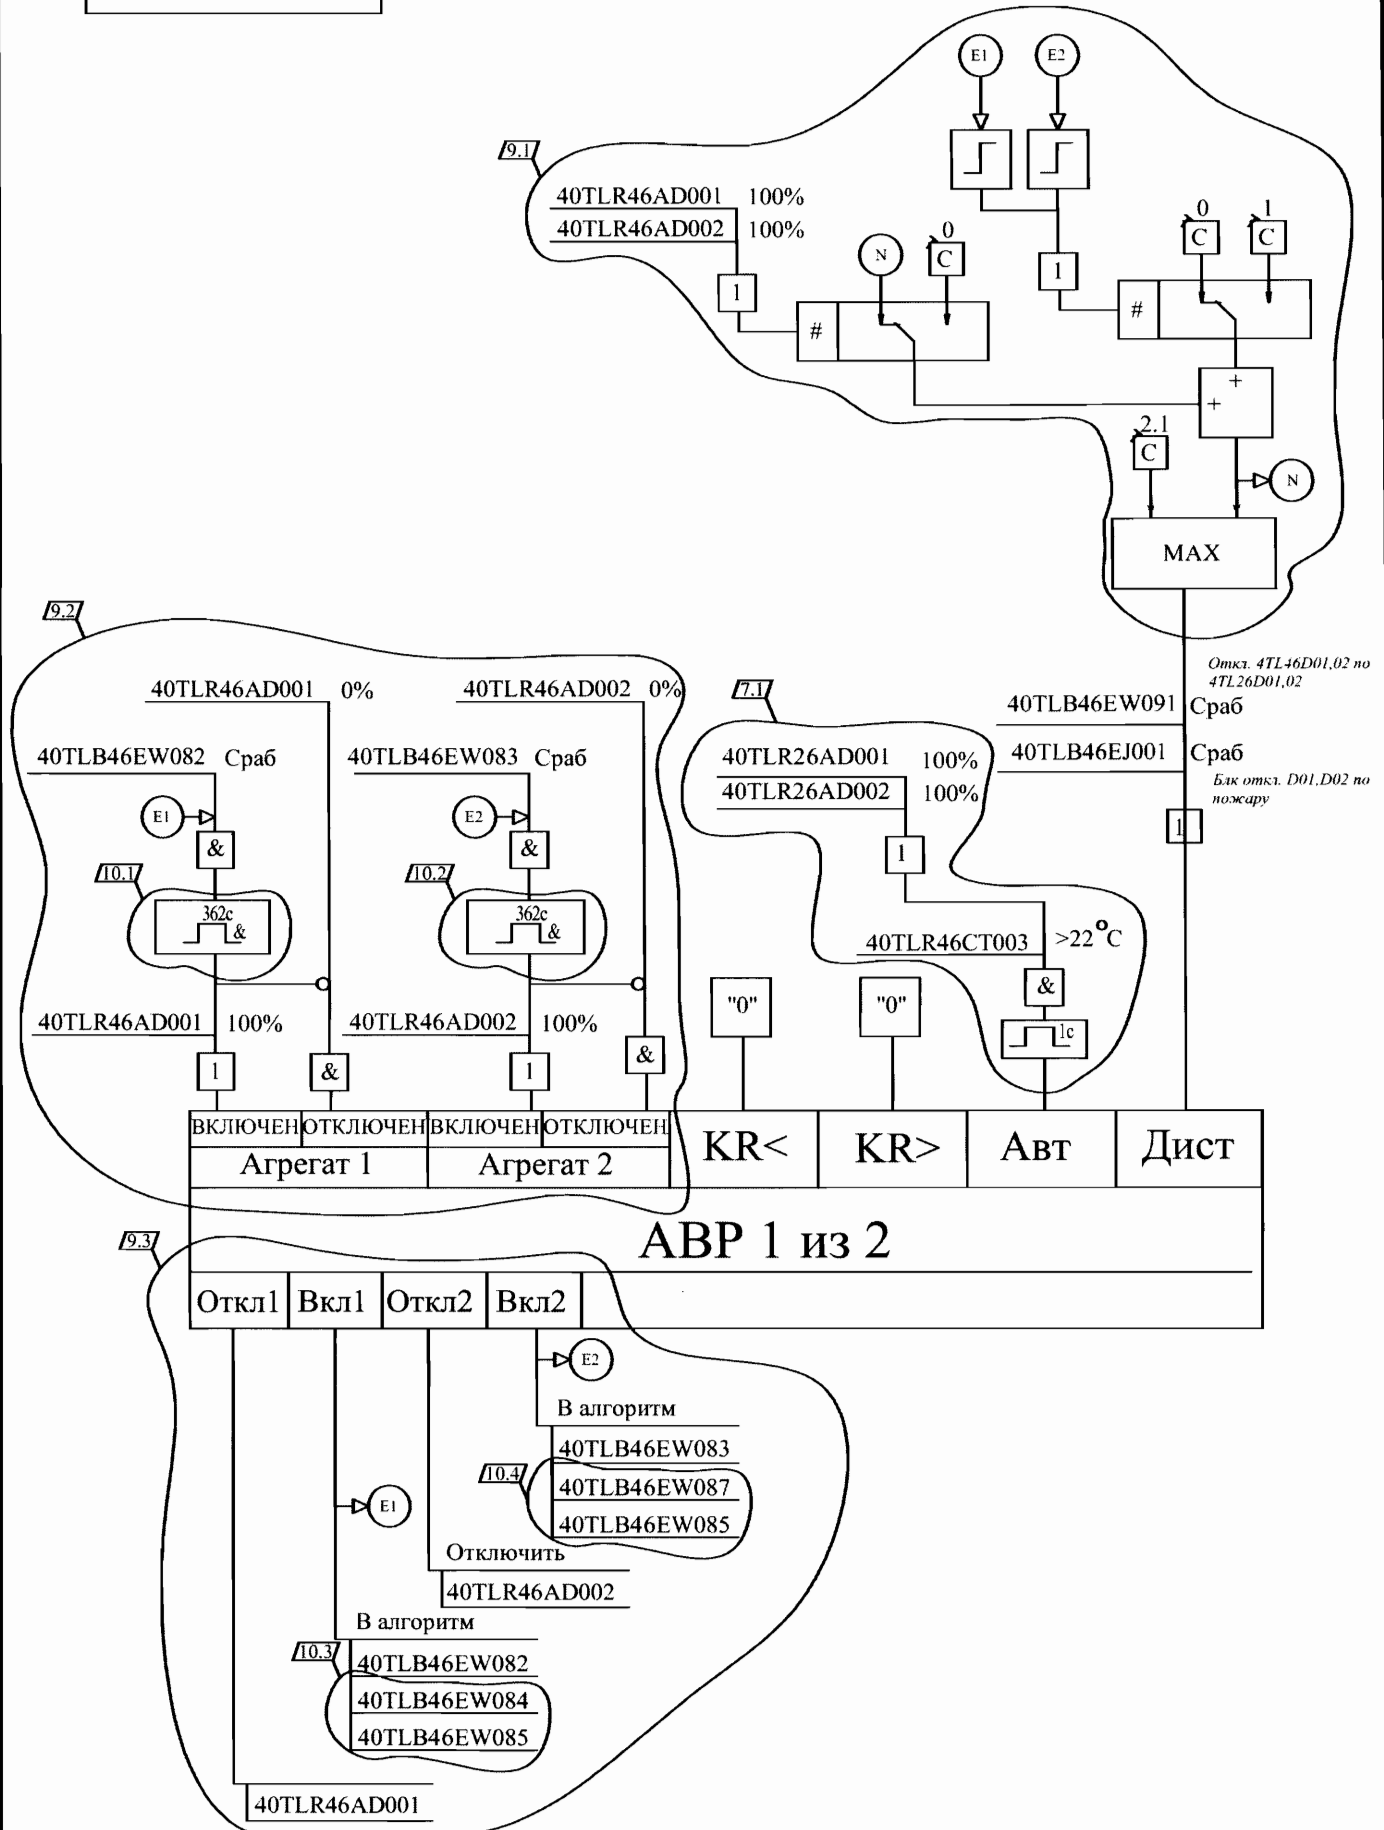 E1 E2
9.1
40TLR46AD001 100%
40TLR46AD002 100%
0 1
C C
N
0
C
1
1
#
#
+
+
2.1
C
N
MAX
9.2
Откл. 4TL46D01,02 по
4TL26D01,02
40TLR46AD001 0%
40TLR46AD002 0%
7.1
40TLB46EW091 Сраб
40TLB46EW082 Сраб
40TLB46EW083 Сраб
40TLR26AD001 100%
40TLR26AD002 100%
40TLB46EJ001 Сраб
Блк откл. D01,D02 по
пожару
E1
E2
&
&
1
1
10.1
10.2
362с
&
362с
&
40TLR46CT003 >22°С
"0"
"0"
&
1с
40TLR46AD001 100%
40TLR46AD002 100%
1
&
1
&
ВКЛЮЧЕН ОТКЛЮЧЕН ВКЛЮЧЕН ОТКЛЮЧЕН
Агрегат 1 Агрегат 2
KR< KR> Авт Дист
АВР 1 из 2
9.3
Откл1 Вкл1 Откл2 Вкл2
E2
В алгоритм
40TLB46EW083
10.4
40TLB46EW087
40TLB46EW085
E1
Отключить
40TLR46AD002
В алгоритм
10.3
40TLB46EW082
40TLB46EW084
40TLB46EW085
40TLR46AD001